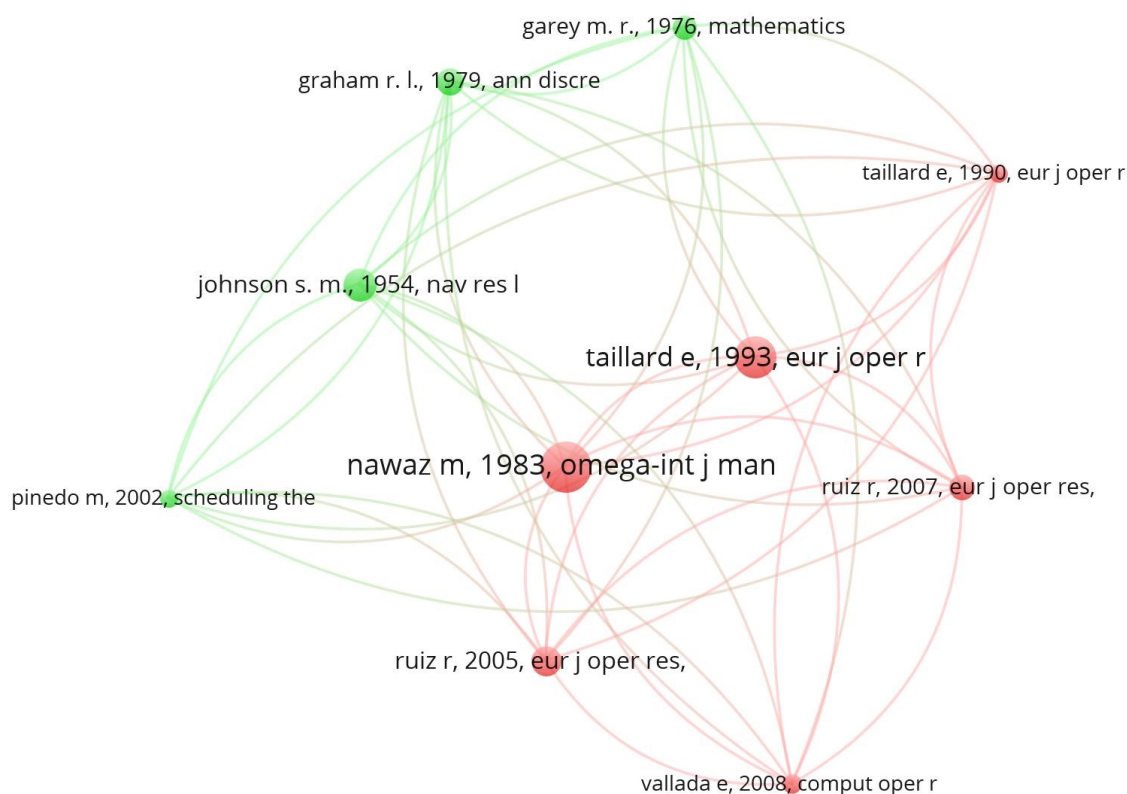 garey m. r., 1976, mathematics
graham r. l., 1979, ann discre
taillard e, 1990, eur j oper r
johnson s. m., 1954, nav res l
taillard e, 1993, eur j oper r
nawaz m, 1983, omega-int j man
ruiz r, 2007, eur j oper res,
pinedo m, 2002, scheduling the
ruiz r, 2005, eur j oper res,
vallada e, 2008, comput oper r